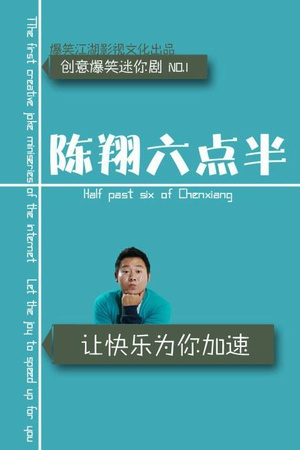 爆笑江湖影视文化出品
创意爆笑迷你剧 NO.1
陈翔六点半
Half past six of Chenxiang
让快乐为你加速
The first creative joke miniseries of the internet
Let the joy to speed up for you